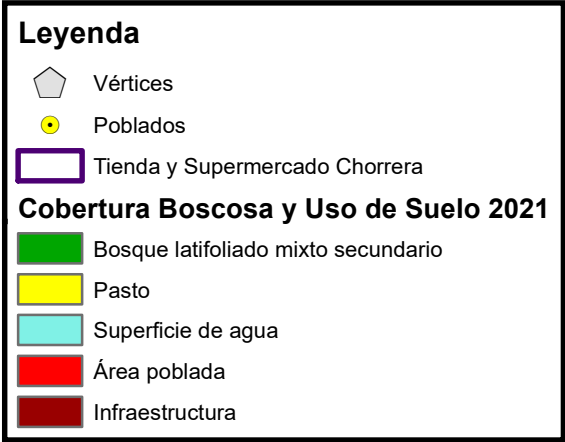 Leyenda
Vértices
Poblados
Tienda y Supermercado Chorrera
Cobertura Boscosa y Uso de Suelo 2021
Bosque latifoliado mixto secundario
Pasto
Superficie de agua
Área poblada
Infraestructura